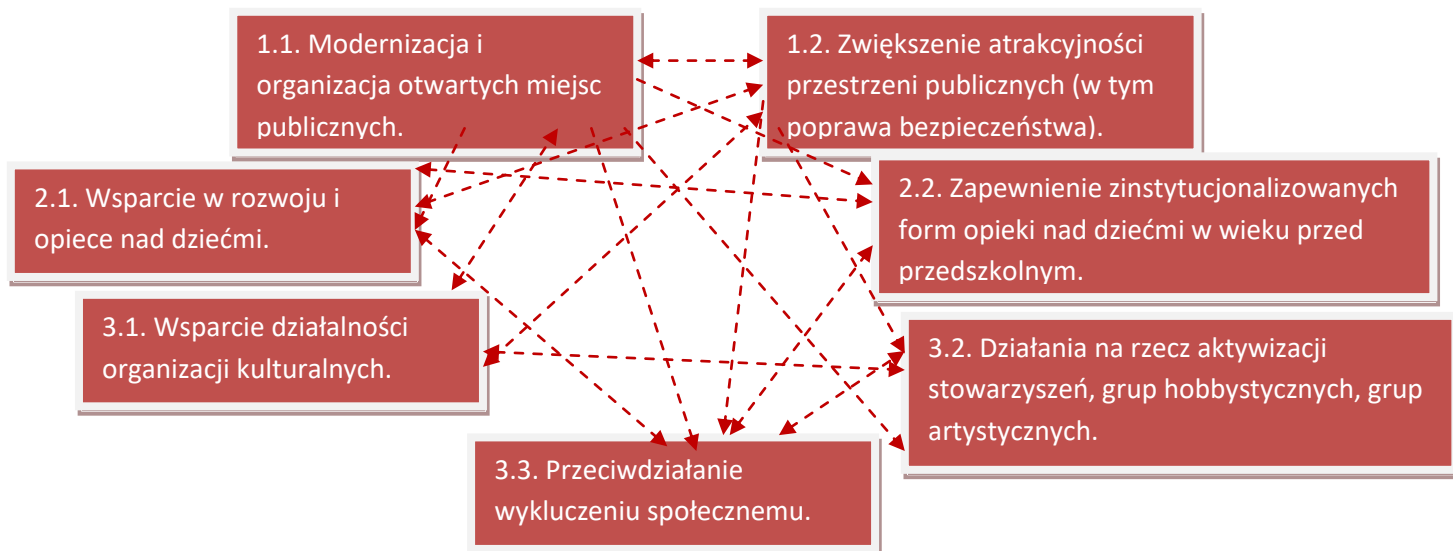 1.1. Modernizacja i
organizacja otwartych miejsc
publicznych.
1.2. Zwiększenie atrakcyjności
przestrzeni publicznych (w tym
poprawa bezpieczeństwa).
2.1. Wsparcie w rozwoju i
opiece nad dziećmi.
2.2. Zapewnienie zinstytucjonalizowanych
form opieki nad dziećmi w wieku przed
przedszkolnym.
3.1. Wsparcie działalności
organizacji kulturalnych.
3.2. Działania na rzecz aktywizacji
stowarzyszeń, grup hobbystycznych, grup
artystycznych.
3.3. Przeciwdziałanie
wykluczeniu społecznemu.